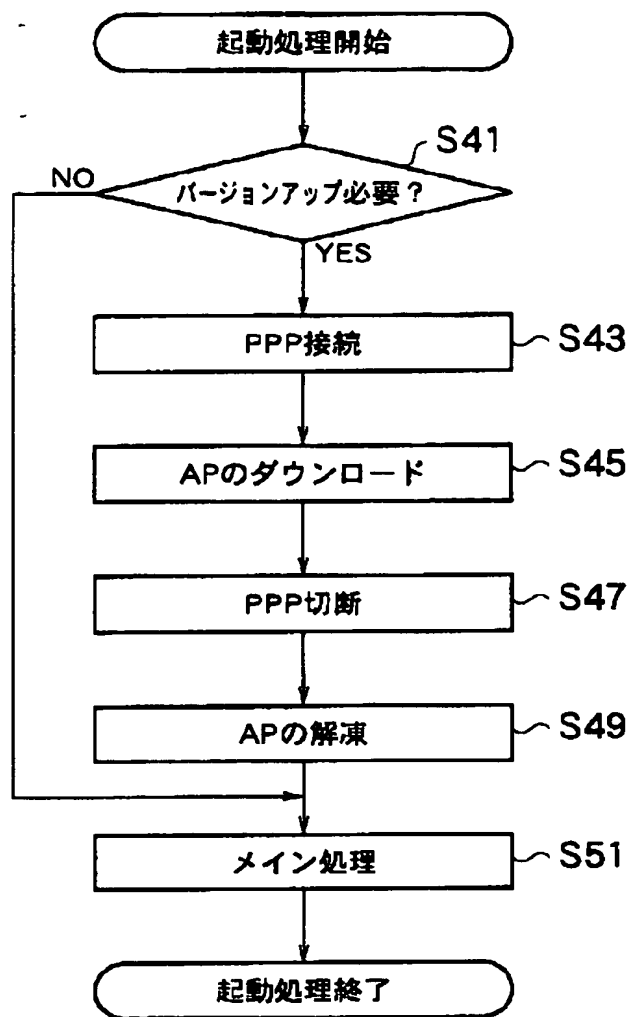 起動処理開始
S41
NO
バージョンアップ必要?
YES
PPP接続
S43
APのダウンロード
S45
PPP切断
S47
APの解凍
S49
メイン処理
S51
起動処理終了